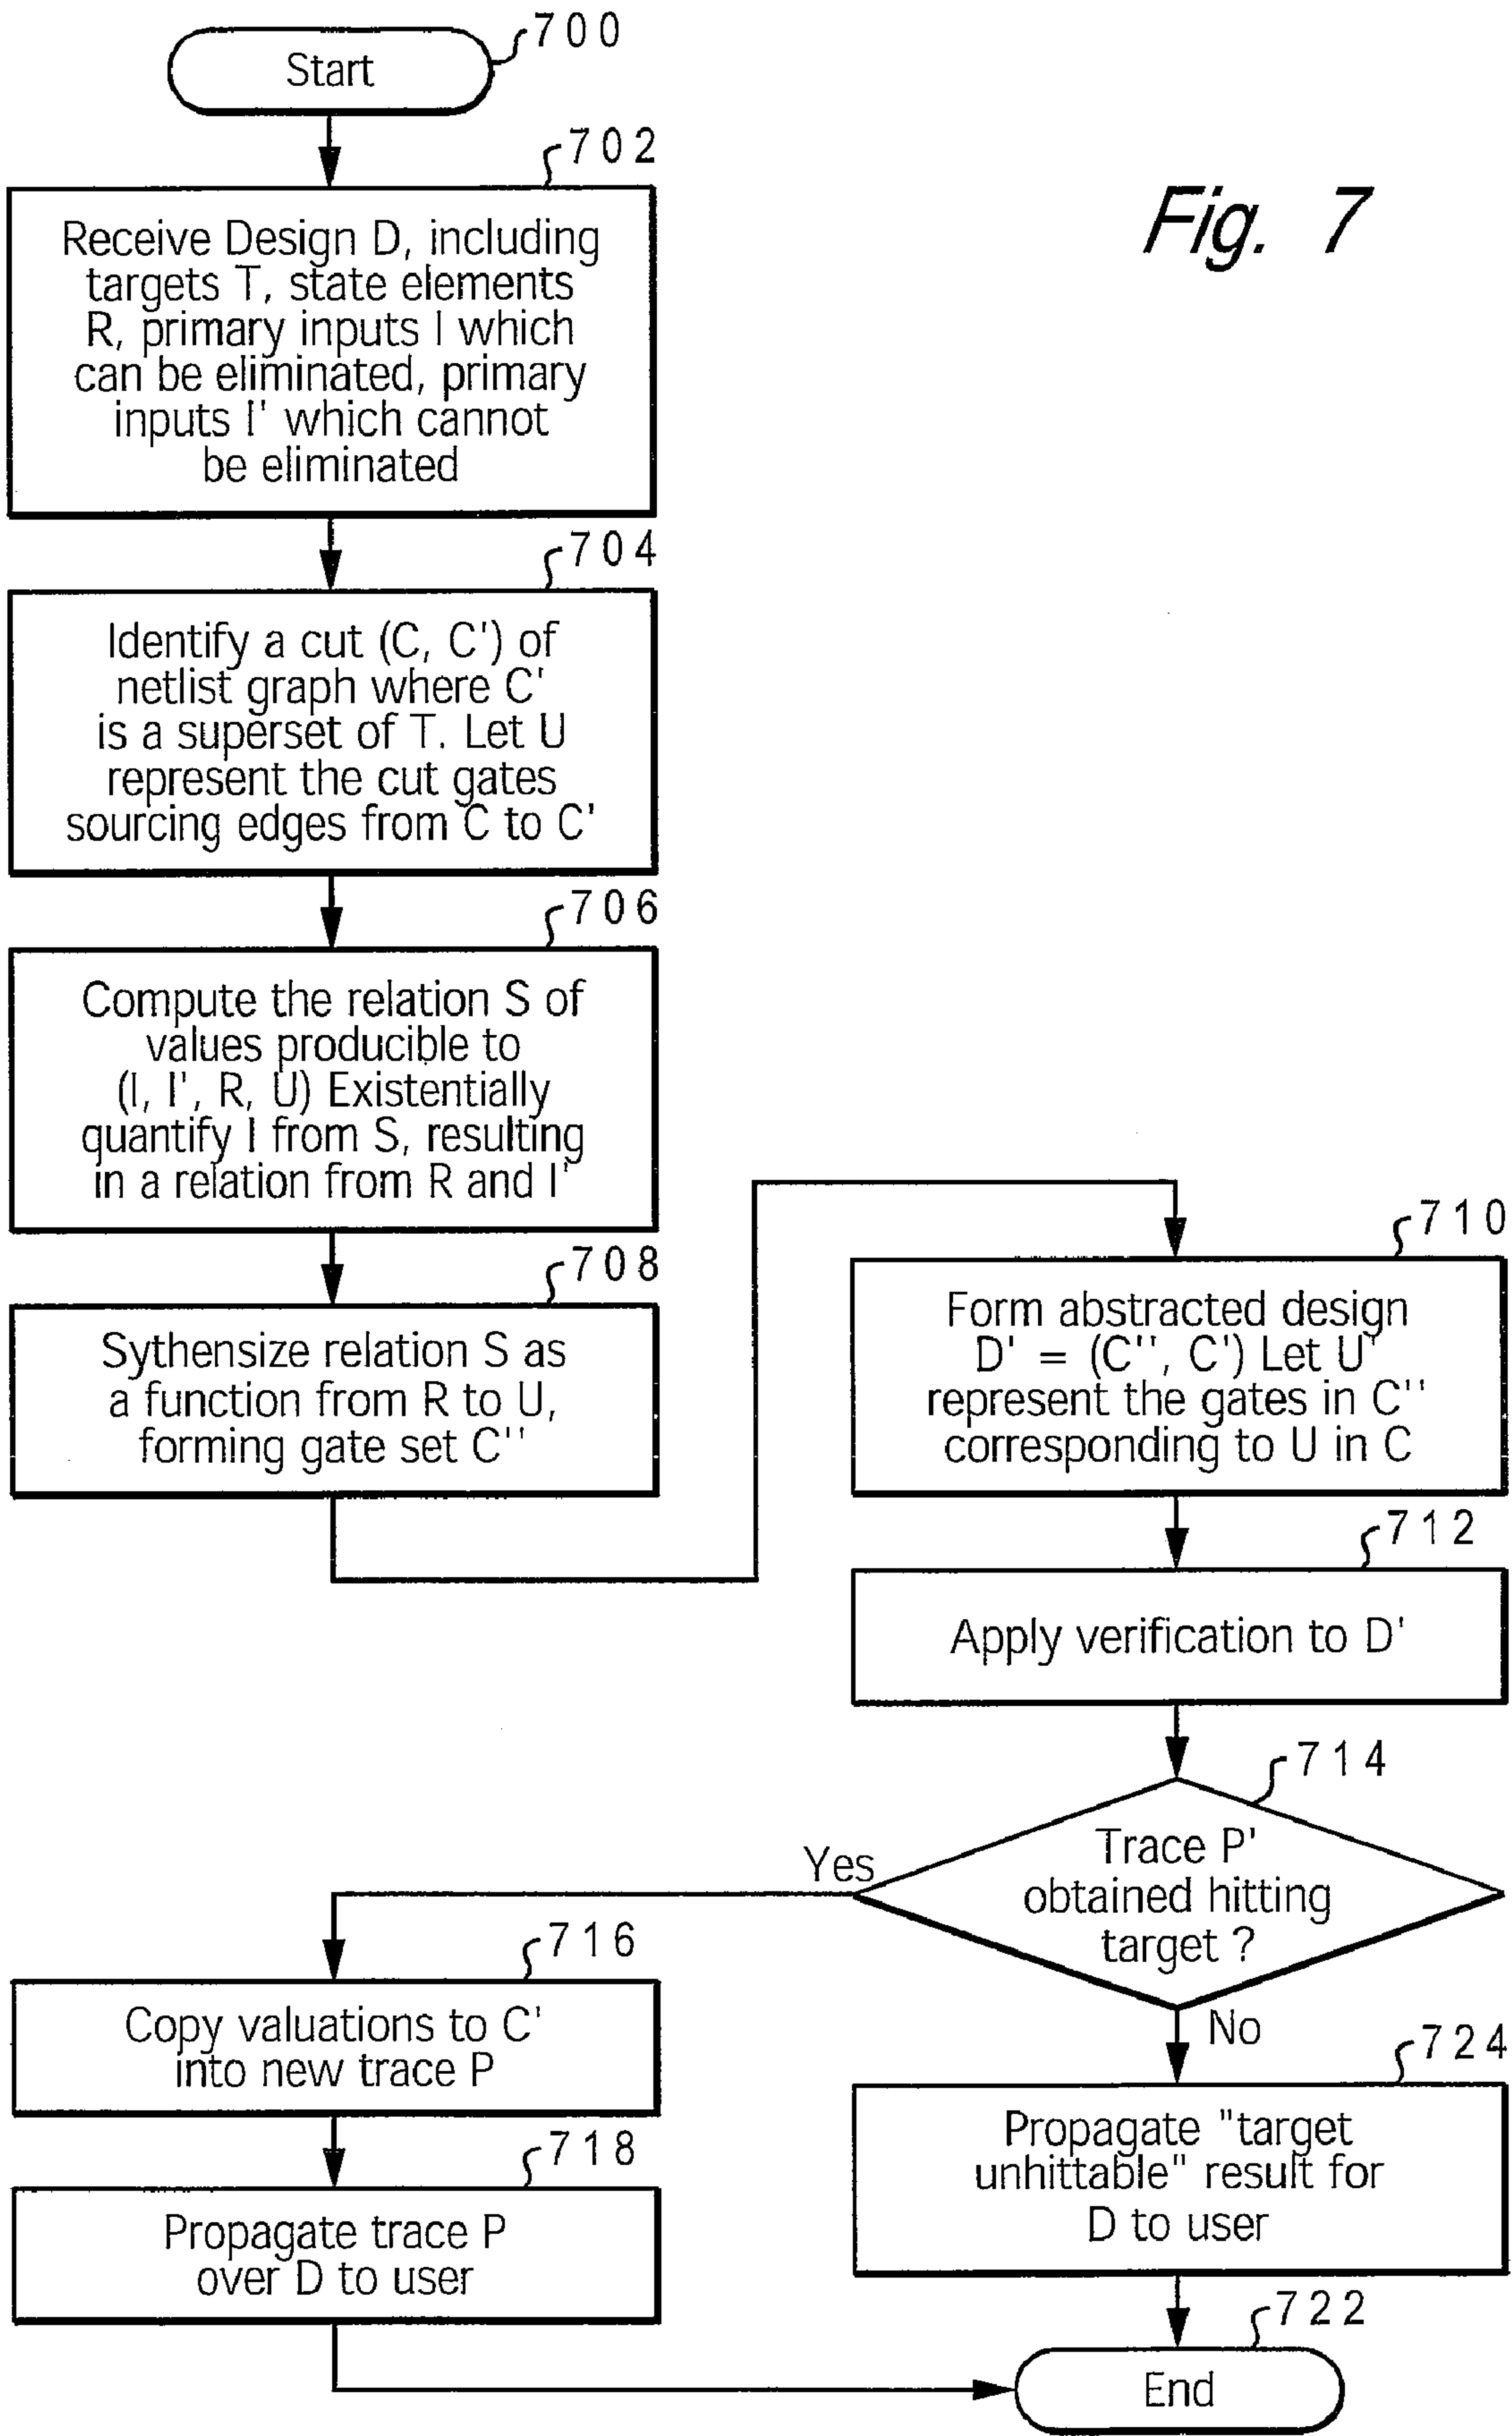 700
Start
702
Fig. 7
Receive Design D, including
targets T, state elements
R, primary inputs I which
can be eliminated, primary
inputs I' which cannot
be eliminated
704
Identify a cut (C, C') of
netlist graph where C'
is a superset of T. Let U
represent the cut gates
sourcing edges from C to C'
706
Compute the relation S of
values producible to
(I, I', R, U) Existentially
quantify I from S, resulting
in a relation from R and I'
708
Sythensize relation S as
a function from R to U,
forming gate set C''
710
Form abstracted design
D' = (C'', C') Let U'
represent the gates in C''
corresponding to U in C
712
Apply verification to D'
714
Trace P'
obtained hitting
target ?
Yes
No
716
Copy valuations to C'
into new trace P
718
Propagate trace P
over D to user
724
Propagate "target
unhittable" result for
D to user
722
End